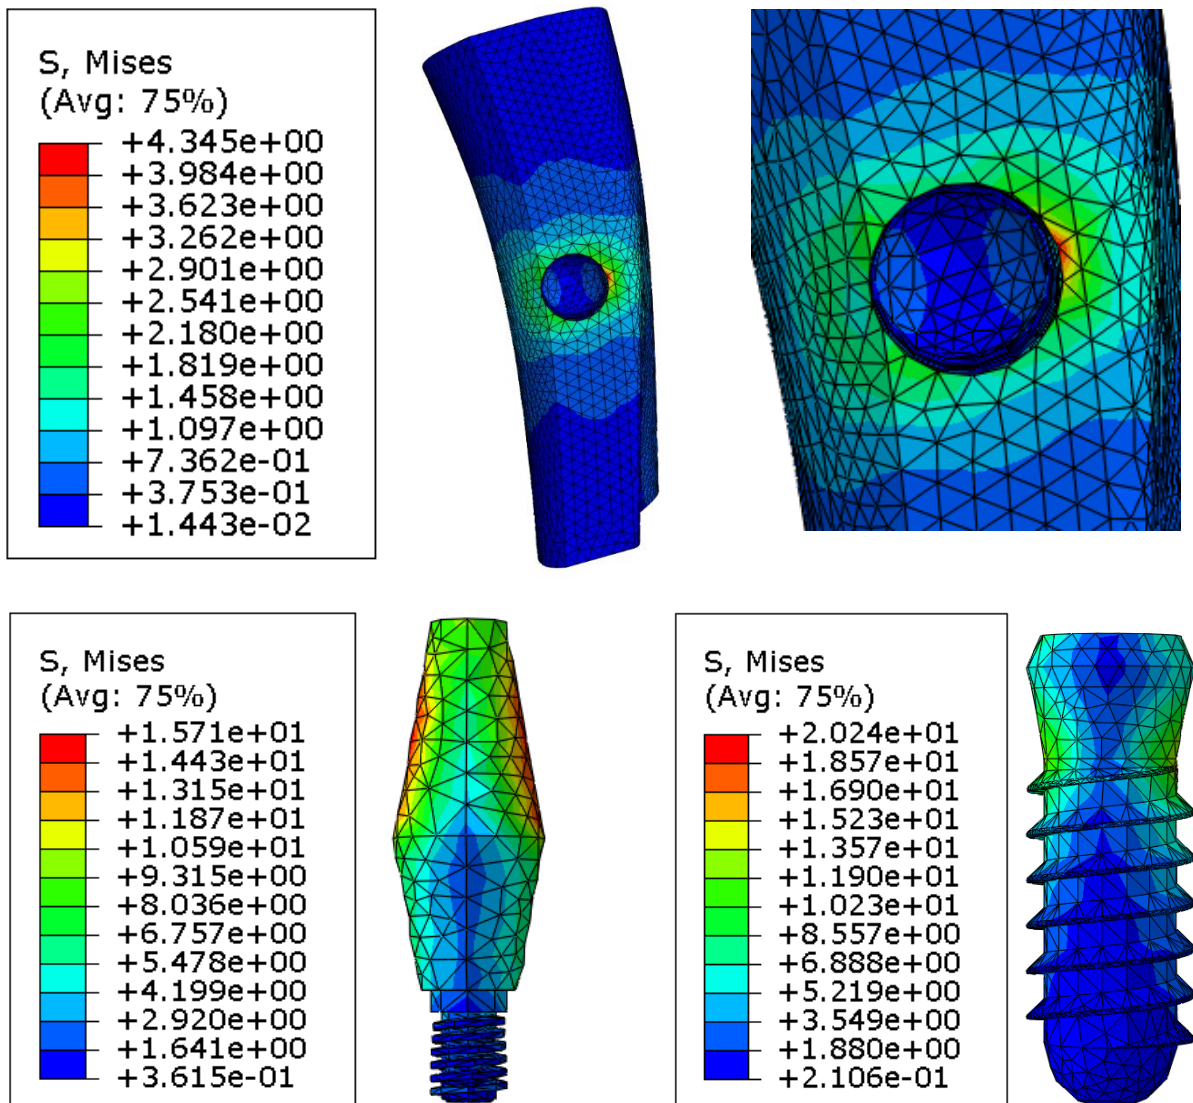 S, Mises
(Avg: 75%)
+4.345e+00
+3.984e+00
+3.623e+00
+3.262e+00
+2.901e+00
+2.541e+00
+2.180e+00
+1.819e+00
+1.458e+00
+1.097e+00
+7.362e-01
+3.753e-01
+1.443e-02
S, Mises
(Avg: 75%)
+1.571e+01
+1.443e+01
+1.315e+01
+1.187e+01
+1.059e+01
+9.315e+00
+8.036e+00
+6.757e+00
+5.478e+00
+4.199e+00
+2.920e+00
+1.641e+00
+3.615e-01
S, Mises
(Avg: 75%)
+2.024e+01
+1.857e+01
+1.690e+01
+1.523e+01
+1.357e+01
+1.190e+01
+1.023e+01
+8.557e+00
+6.888e+00
+5.219e+00
+3.549e+00
+1.880e+00
+2.106e-01